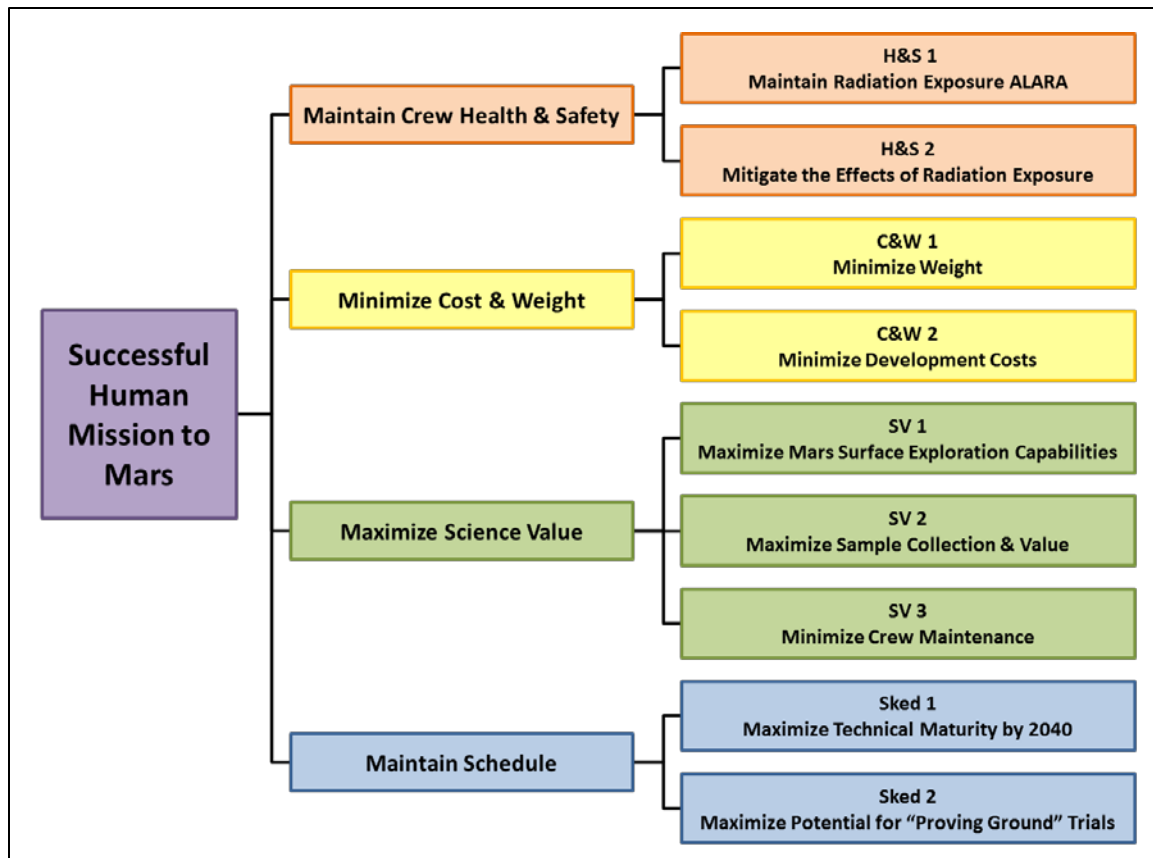 Successful
Human
Mission to
Mars
Maintain Crew Health & Safety
H&S 1
Maintain Radiation Exposure ALARA
H&S 2
Mitigate the Effects of Radiation Exposure
Minimize Cost & Weight
C&W 1
Minimize Weight
C&W 2
Minimize Development Costs
Maximize Science Value
SV 1
Maximize Mars Surface Exploration Capabilities
SV 2
Maximize Sample Collection & Value
SV 3
Minimize Crew Maintenance
Maintain Schedule
Sked 1
Maximize Technical Maturity by 2040
Sked 2
Maximize Potential for “Proving Ground” Trials